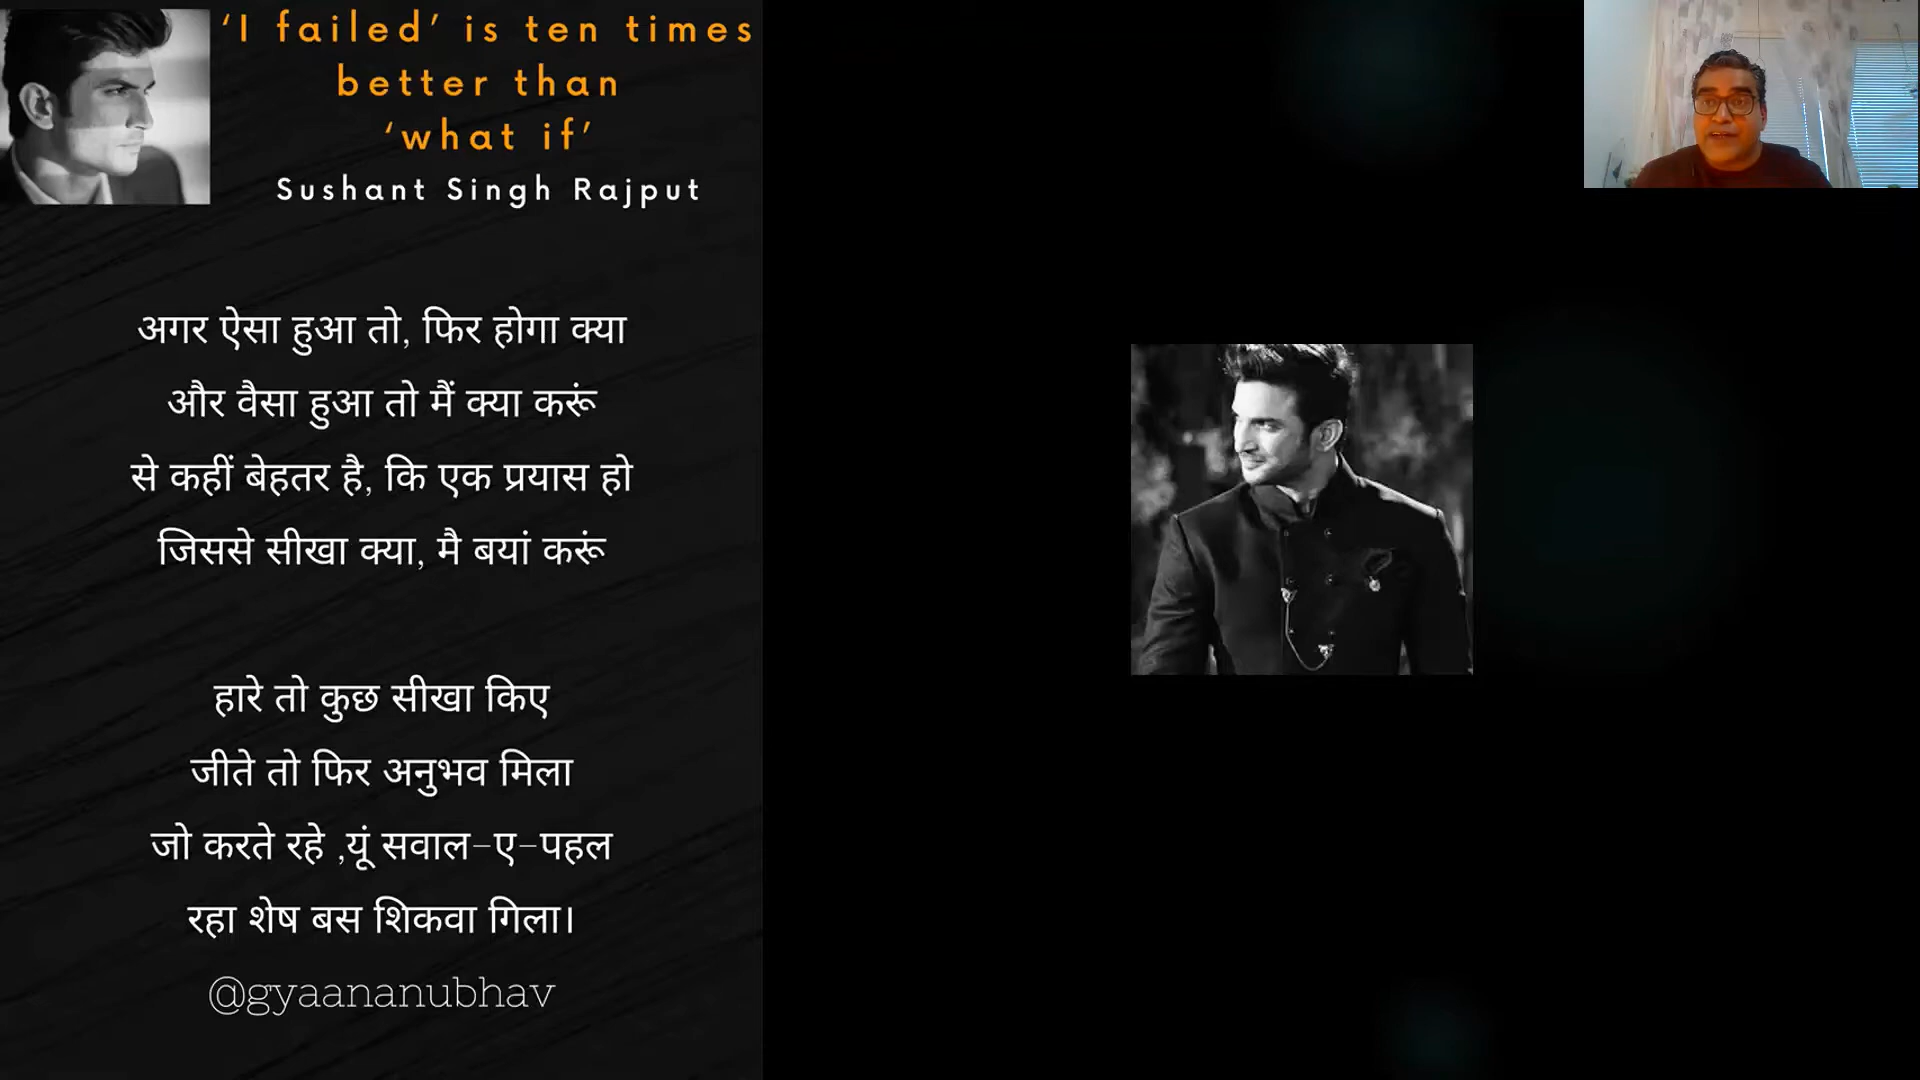 ‘I failed’ is ten times
better than
‘what if’
Sushant Singh Rajput
अगर ऐसा हुआ तो, फिर होगा क्या
और वैसा हुआ तो मैं क्या करूं
से कहीं बेहतर है, कि एक प्रयास हो
जिससे सीखा क्या, मै बयां करूं
हारे तो कुछ सीखा किए
जीते तो फिर अनुभव मिला
जो करते रहे ,यूं सवाल-ए-पहल
रहा शेष बस शिकवा गिला।
@gyaananubhav